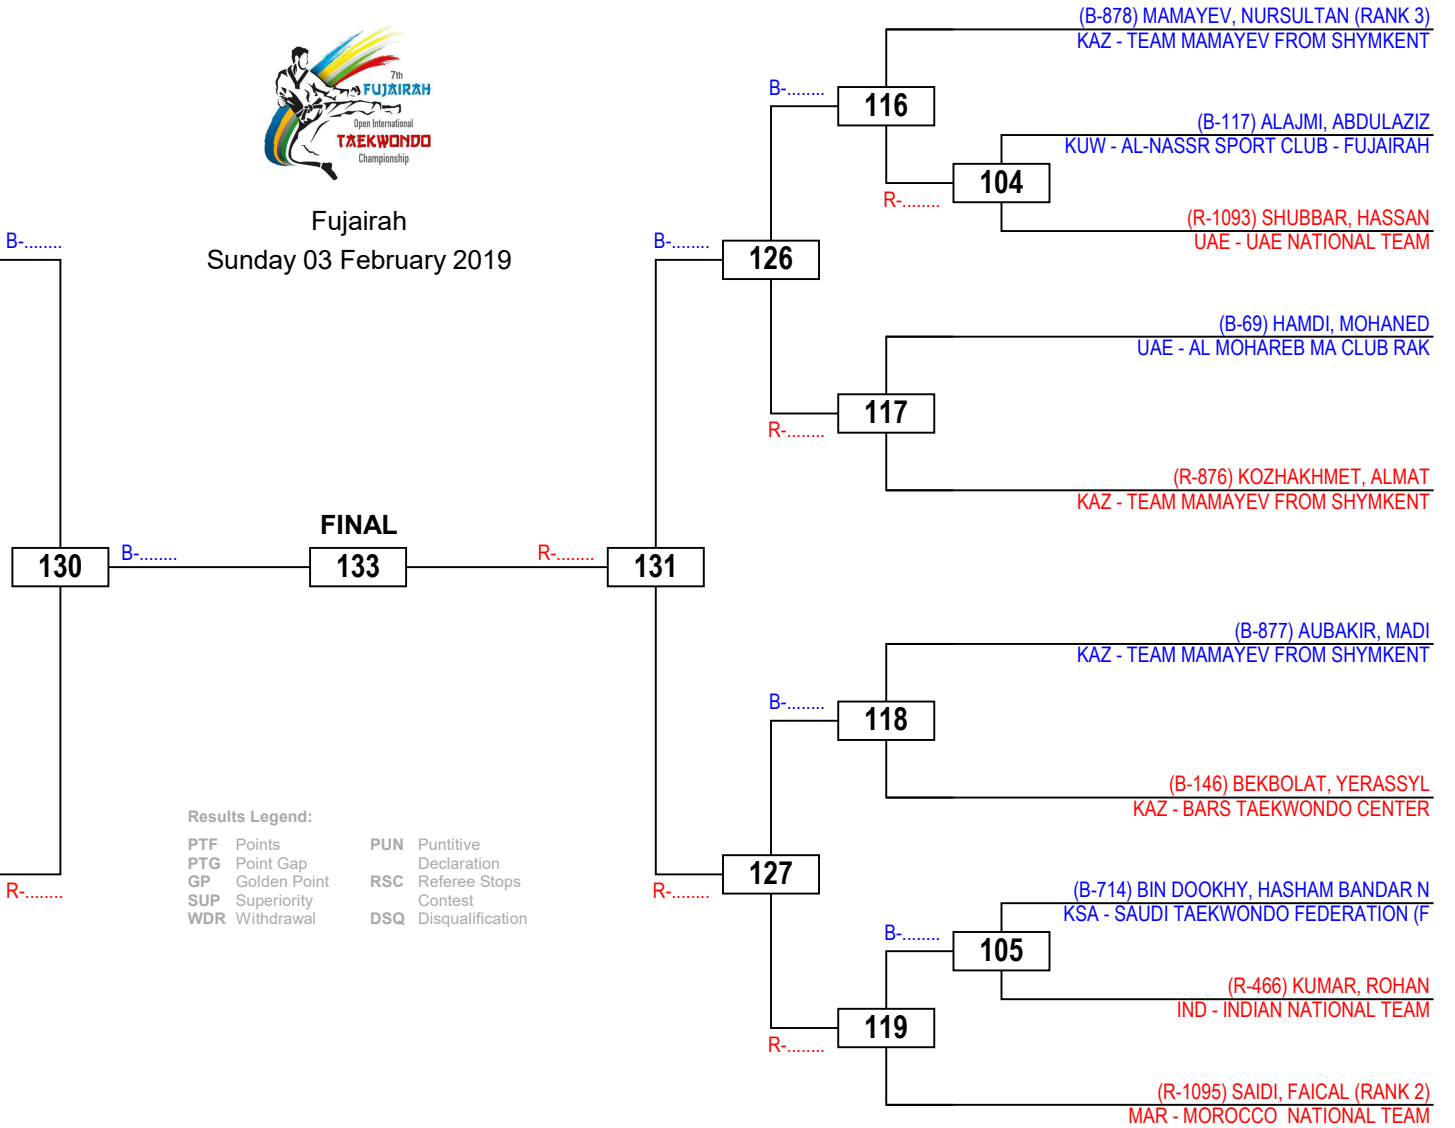 (B-878) MAMAYEV, NURSULTAN (RANK 3)
KAZ - TEAM MAMAYEV FROM SHYMKENT
7th
FUJAIRAH
Open International
TAEKWONDO
Championship
B-........
116
(B-117) ALAJMI, ABDULAZIZ
KUW - AL-NASSR SPORT CLUB - FUJAIRAH
104
R-........
(R-1093) SHUBBAR, HASSAN
UAE - UAE NATIONAL TEAM
Fujairah
Sunday 03 February 2019
B-........
B-........
126
(B-69) HAMDI, MOHANED
UAE - AL MOHAREB MA CLUB RAK
117
R-........
(R-876) KOZHAKHMET, ALMAT
KAZ - TEAM MAMAYEV FROM SHYMKENT
FINAL
130
B-........
133
R-........
131
(B-877) AUBAKIR, MADI
KAZ - TEAM MAMAYEV FROM SHYMKENT
B-........
118
(B-146) BEKBOLAT, YERASSYL
KAZ - BARS TAEKWONDO CENTER
Results Legend:
PTF Points
PTG Point Gap
GP Golden Point
SUP Superiority
WDR Withdrawal
PUN Puntitive
Declaration
RSC Referee Stops
Contest
DSQ Disqualification
R-........
R-........
127
(B-714) BIN DOOKHY, HASHAM BANDAR N
KSA - SAUDI TAEKWONDO FEDERATION (F
B-........
105
(R-466) KUMAR, ROHAN
IND - INDIAN NATIONAL TEAM
119
R-........
(R-1095) SAIDI, FAICAL (RANK 2)
MAR - MOROCCO  NATIONAL TEAM